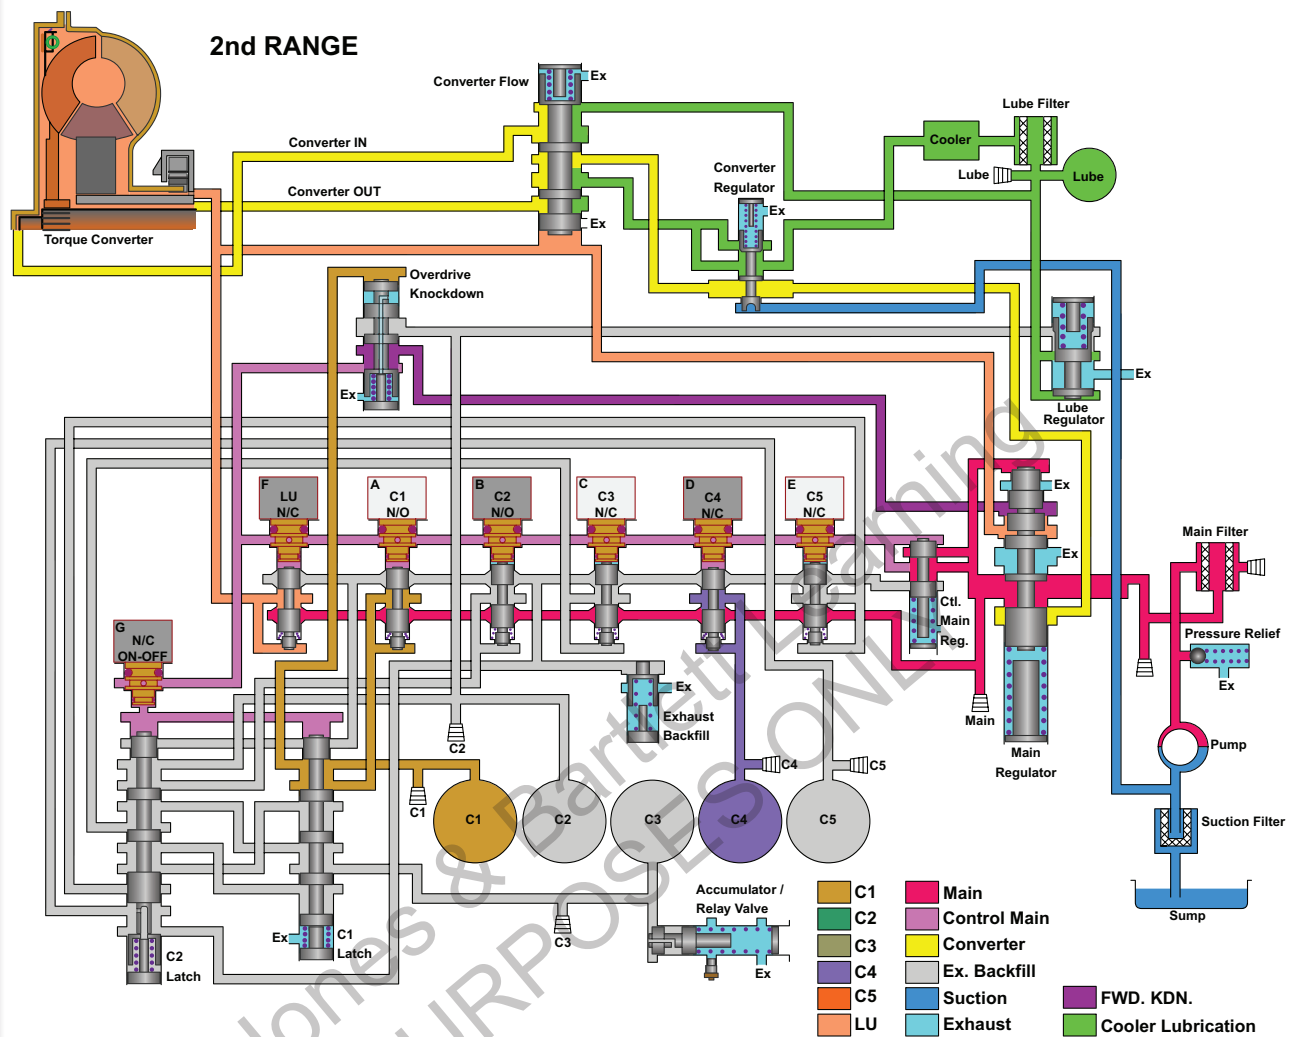 2nd RANGE
Converter Flow
Ex
Lube Filter
Cooler
Converter IN
Converter
Regulator
Lube
Lube
Converter OUT
Ex
Ex
Torque Converter
Overdrive
Knockdown
Ex
Ex
Lube
Regulator
F
LU
N/C
A
C1
N/O
B
C2
N/O
C
C3
N/C
D
C4
N/C
E
C5
N/C
Ex
Main Filter
Ex
Ctl.
Main
Reg.
G
N/C
ON-OFF
Pressure Relief
Ex
Ex
Exhaust
Backfill
Main
C2
Main
Regulator
Pump
C4
C5
C1
C1
C2
C3
C4
C5
Suction Filter
Accumulator /
Relay Valve
Ex
C3
Ex
C1
Latch
C2
Latch
Sump
C1
Main
C2
Control Main
C3
Converter
C4
Ex. Backfill
C5
Suction
FWD. KDN.
LU
Exhaust
Cooler Lubrication
Jones & Bartlett Learning
PURPOSES ONLY